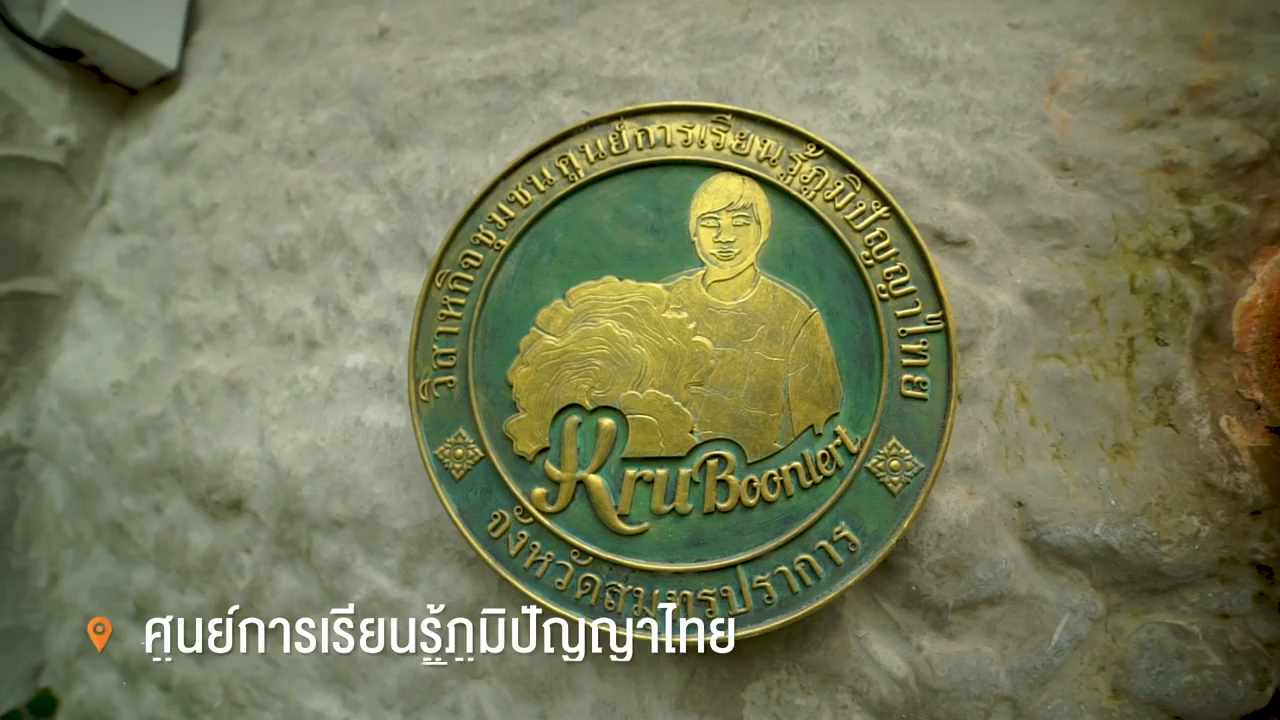 วิสาหกิจชุมชนศูนย์การเรียนรู้ภูมิปัญญาไทย
Kru Boonlert
จังหวัดสมุทรปราการ
ศูนย์การเรียนรู้ภูมิปัญญาไทย